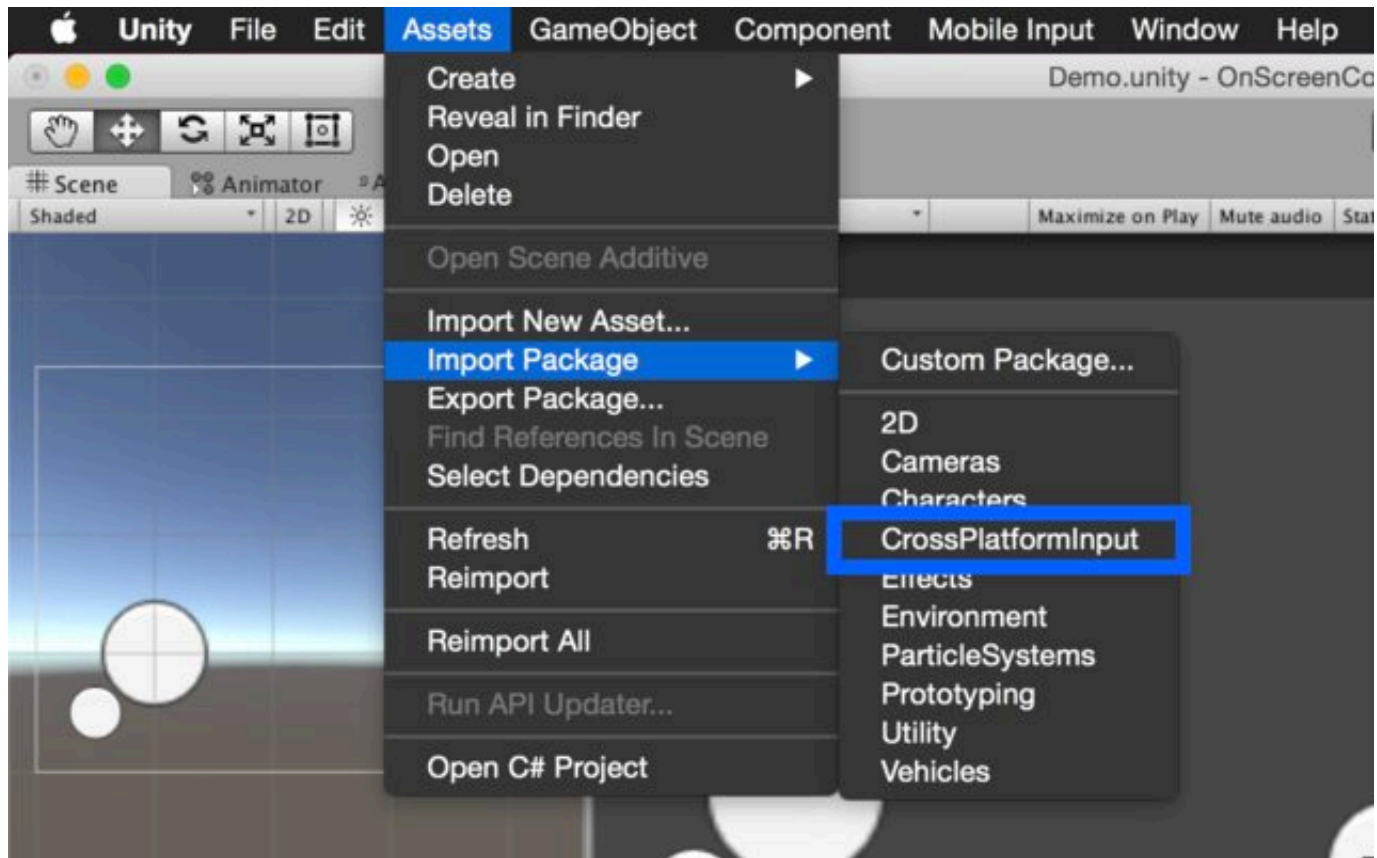 Unity File Edit Assets GameObject Component Mobile Input Window Help
Demo.unity - OnScreenCo
Scene Animator A
Shaded 2D
Maximize on Play Mute audio Stat
Create
Reveal in Finder
Open
Delete
Open Scene Additive
Import New Asset...
Import Package
Export Package...
Find References In Scene
Select Dependencies
Refresh ⌘R
Reimport
Reimport All
Run API Updater...
Open C# Project
Custom Package...
2D
Cameras
Characters
CrossPlatformInput
Effects
Environment
ParticleSystems
Prototyping
Utility
Vehicles